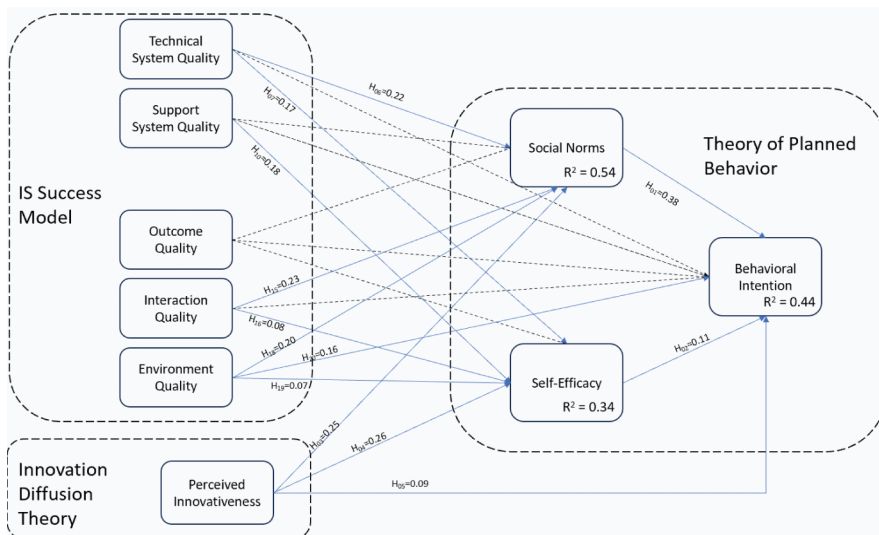 Technical
System Quality
Support
System Quality
IS Success
Model
Outcome
Quality
Interaction
Quality
Environment
Quality
Innovation
Diffusion
Theory
Perceived
Innovativeness
H06=0.22
H07=0.17
H10=0.18
H15=0.23
H16=0.08
H18=0.20
=0.16
H19=0.07
H03=0.25
H04=0.26
H05=0.09
Social Norms
R² = 0.54
Theory of Planned
Behavior
H01=0.38
Behavioral
Intention
R² = 0.44
H02=0.11
Self-Efficacy
R² = 0.34